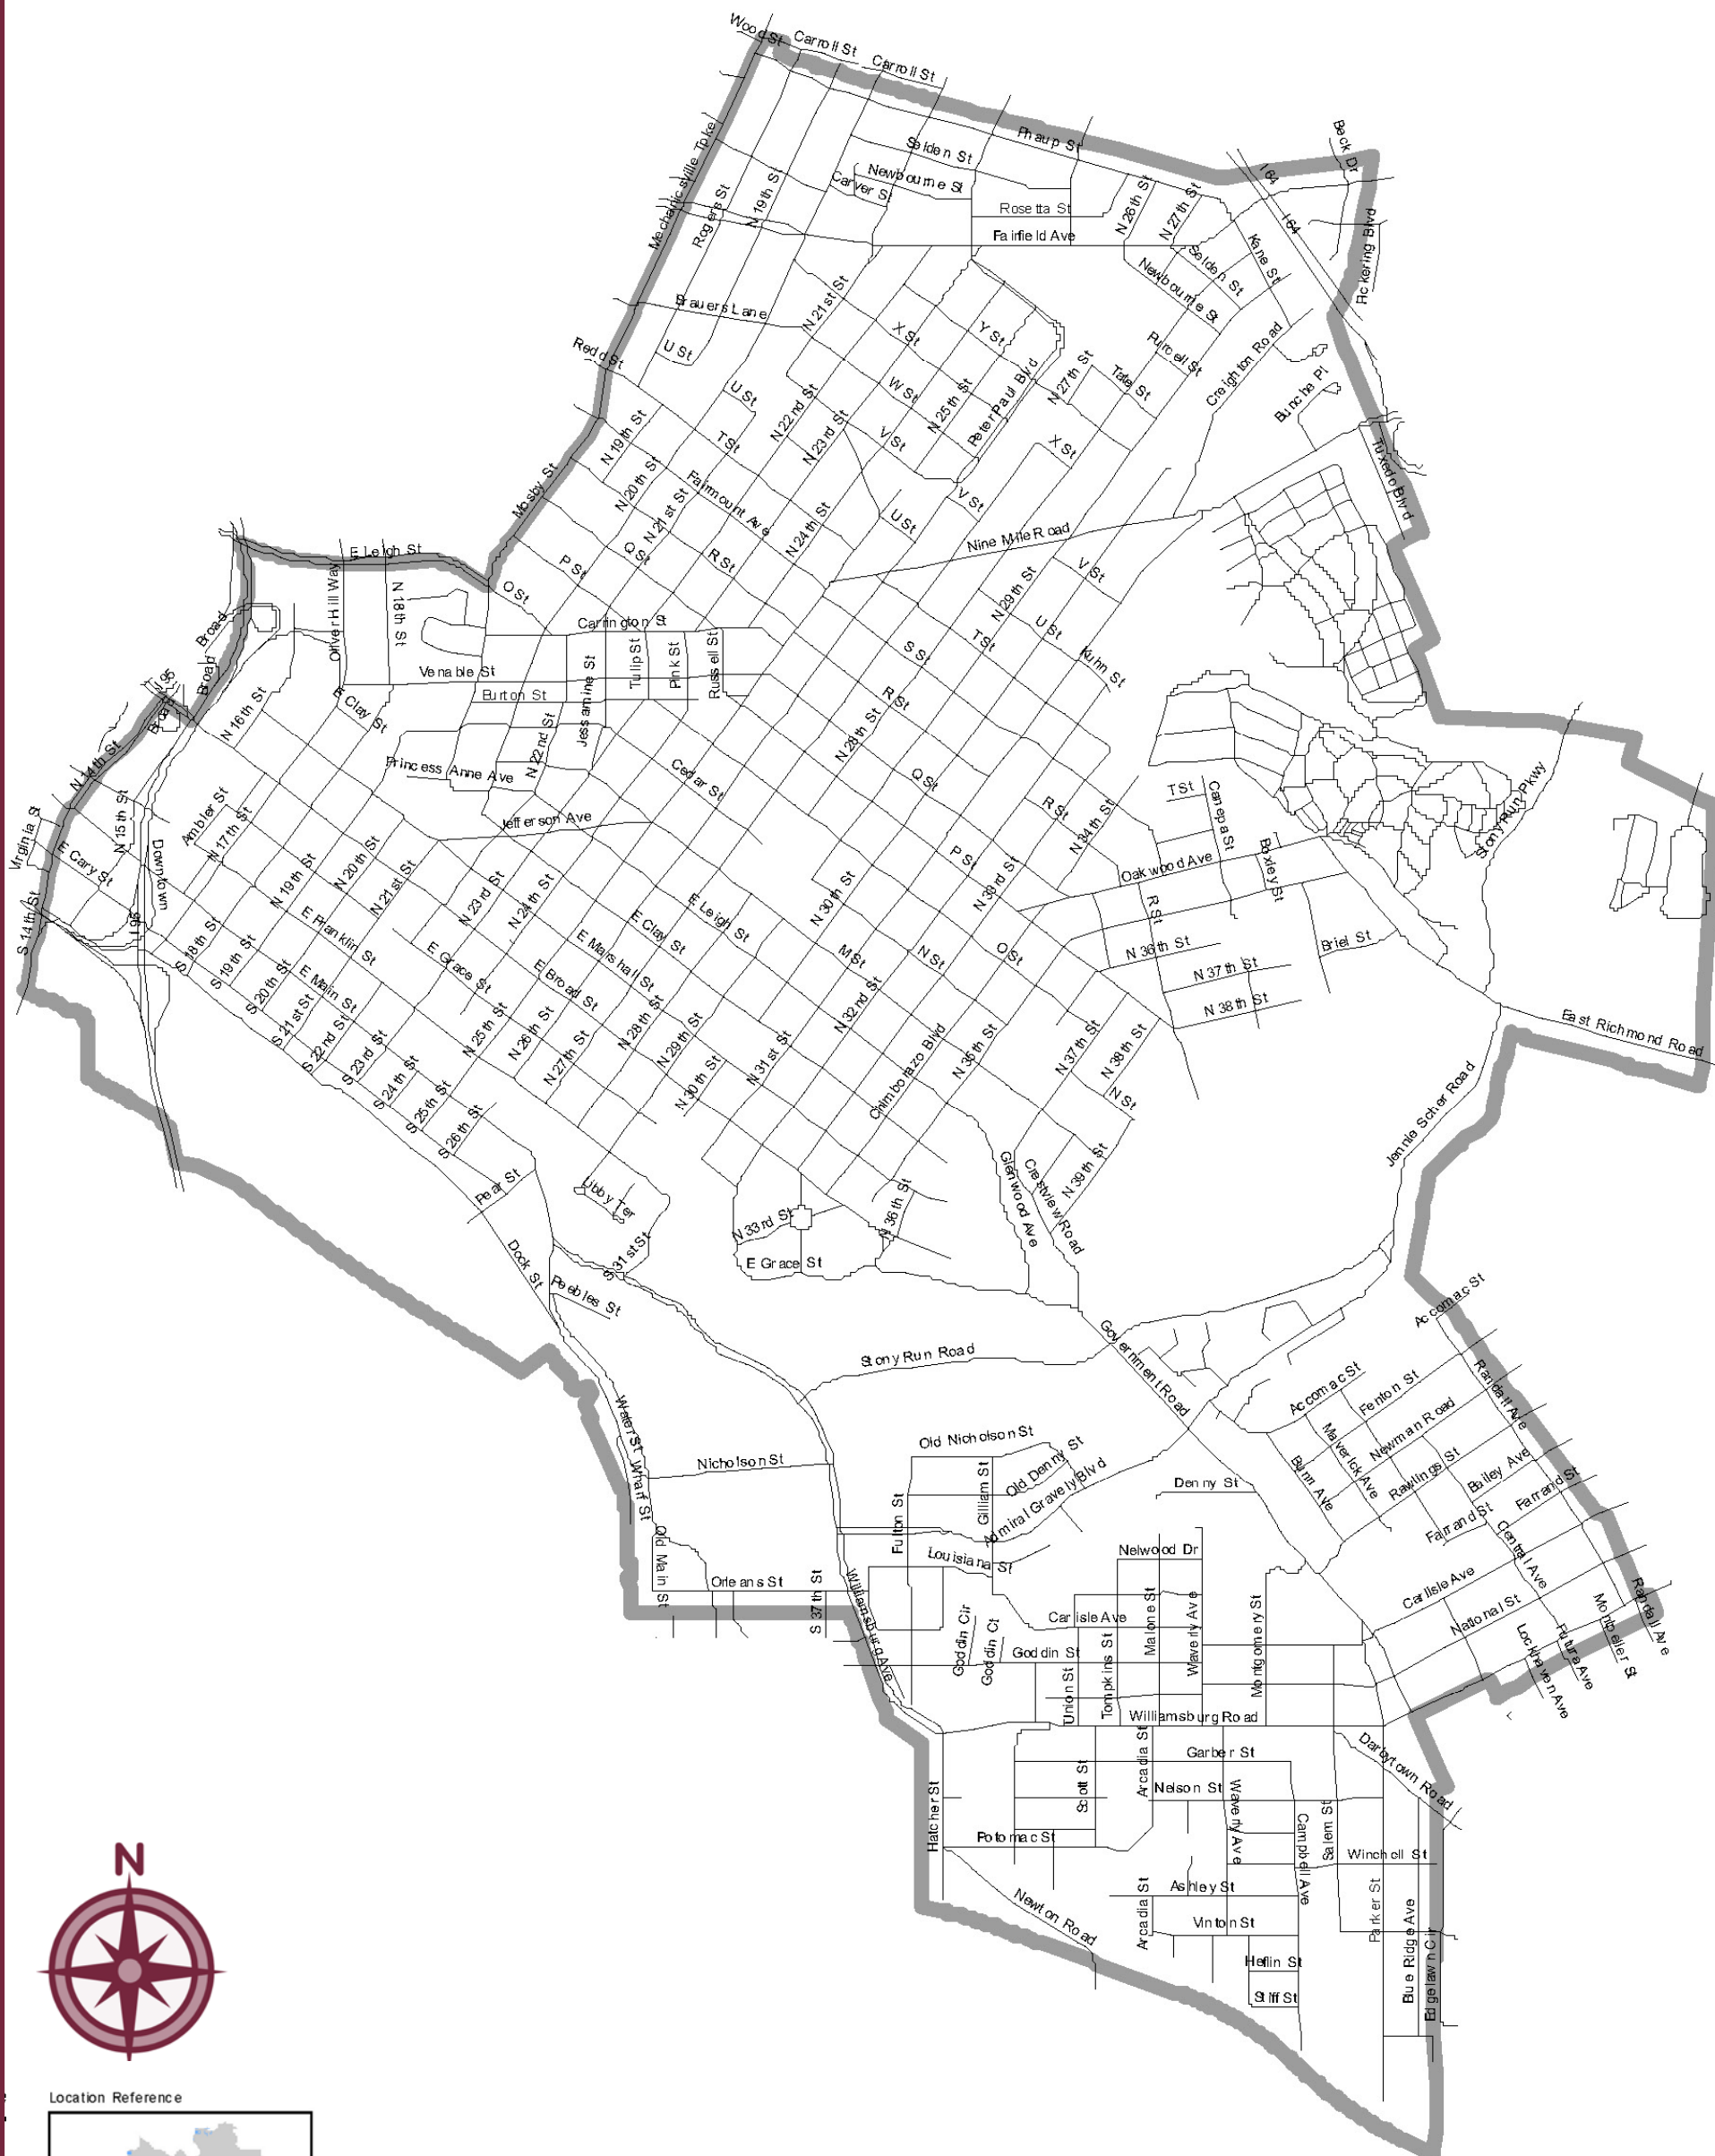 Wood St
Carroll St
Carroll St
Phaup St
Beck Dr
Mechanicsville Tpke
Selden St
I 64
Newbourne St
Carver St
N 19th St
Rogers St
Rosetta St
N 26th St
N 27th St
I 64
Fairfield Ave
Kane St
Pickering Blvd
Selden St
Newbourne St
Brauers Lane
N 21st St
X St
Y St
Redd St
U St
Purcell St
Creighton Road
N 27th St
Tate St
Bunche Pl
W St
U St
N 22nd St
N 25th St
Peter Paul Blvd
N 19th St
T St
N 23rd St
V St
X St
Tuxedo Blvd
Mosby St
N 20th St
Fairmount Ave
N 21st St
V St
N 24th St
U St
Nine Mile Road
E Leigh St
Q St
R St
P St
V St
O St
N 29th St
Oliver Hill Way
N 18th St
Broad
Carrington St
U St
T St
Tulip St
Pink St
Russell St
S St
Kuhn St
Venable St
Jessamine St
I 95
Broad
Burton St
R St
E Clay St
N 16th St
Broad
N 28th St
N 22nd St
N 14th St
Princess Anne Ave
Cedar St
Q St
T St
Canepa St
Stony Run Pkwy
Virginia St
N 15th St
Ambler St
N 17th St
Jefferson Ave
R St
N 34th St
E Cary St
Downtown
N 20th St
P St
Oakwood Ave
Boxley St
N 19th St
N 21st St
N 23rd St
N 24th St
N 33rd St
R St
I 95
S 14th St
E Franklin St
E Leigh St
N 30th St
E Clay St
S 18th St
E Marshall St
N 36th St
Briel St
19th St
E Grace St
M St
N St
O St
E Broad St
N 37th St
S 20th St
E Main St
N 38th St
S 21st St
S 22nd St
N 25th St
N 26th St
N 28th St
N 32nd St
East Richmond Road
S 23rd St
N 27th St
N 29th St
N 31st St
Chimborazo Blvd
N 35th St
N 37th St
N 38th St
S 24th St
N 30th St
S 25th St
N St
S 26th St
Jennie Scher Road
Pear St
Libby Ter
N 33rd St
N 36th St
Glenwood Ave
Crestview Road
N 39th St
Dock St
S 31st St
E Grace St
Peebles St
Accomac St
Government Road
Stony Run Road
Water St
Wharf St
Accomac St
Fenton St
Randall Ave
Newman Road
Old Nicholson St
Maverick Ave
Nicholson St
Old Denny St
Gilliam St
Rawlings St
Bailey Ave
Denny St
Bunn Ave
Farrand St
Fulton St
Admiral Gravely Blvd
Farrand St
Old Main St
Nelwood Dr
Central Ave
Louisiana St
Orleans St
S 37th St
Williamsburg Ave
Carlisle Ave
Randall Ave
National St
Montpelier St
Goddin Cir
Goddin Ct
Carlisle Ave
Malone St
Waverly Ave
Montgomery St
Goddin St
Tompkins St
Union St
Lockhaven Ave
Futura Ave
Williamsburg Road
Arcadia St
Garber St
Darbytown Road
Hatcher St
Scott St
Nelson St
Waverly Ave
Campbell Ave
Salem St
Potomac St
Winchell St
Newton Road
Arcadia St
Ashley St
Parker St
Blue Ridge Ave
Vinton St
Edgelawn Cir
Heflin St
Stiff St
N
Location Reference